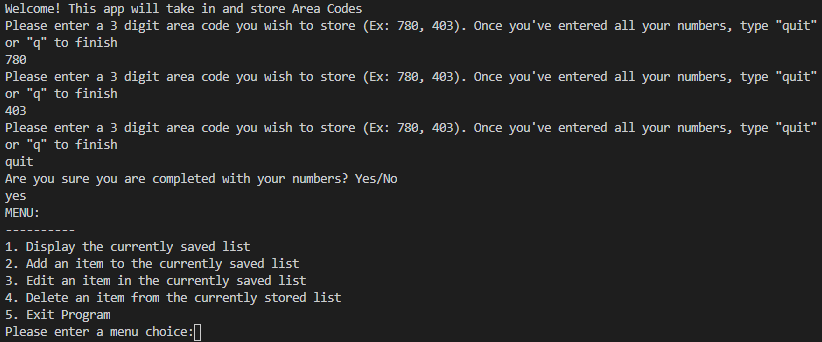 Welcome! This app will take in and store Area Codes
Please enter a 3 digit area code you wish to store (Ex: 780, 403). Once you've entered all your numbers, type "quit"
or "q" to finish
780
Please enter a 3 digit area code you wish to store (Ex: 780, 403). Once you've entered all your numbers, type "quit"
or "q" to finish
403
Please enter a 3 digit area code you wish to store (Ex: 780, 403). Once you've entered all your numbers, type "quit"
or "q" to finish
quit
Are you sure you are completed with your numbers? Yes/No
yes
MENU:
----------
1. Display the currently saved list
2. Add an item to the currently saved list
3. Edit an item in the currently saved list
4. Delete an item from the currently stored list
5. Exit Program
Please enter a menu choice: